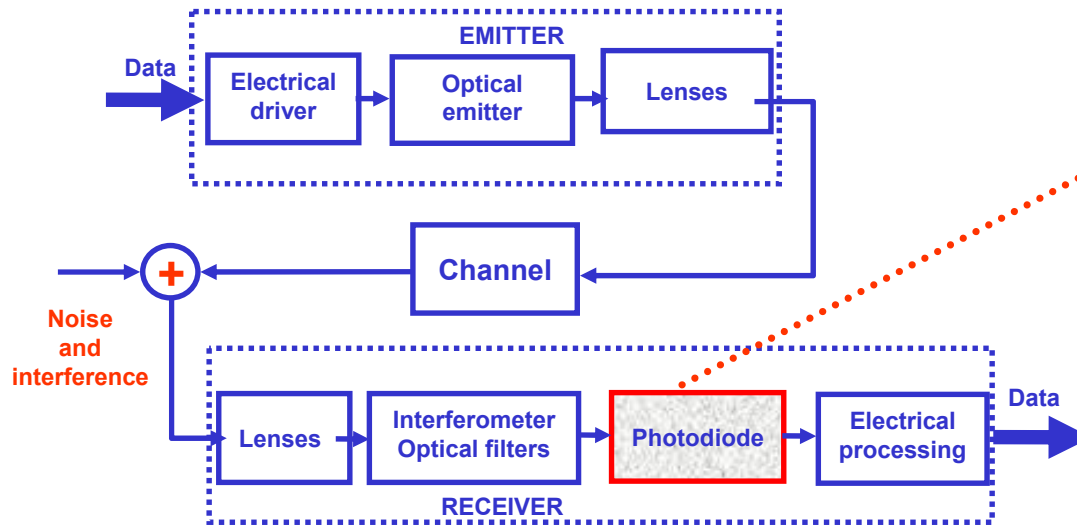 EMITTER
Data
Electrical
driver
Optical
emitter
Lenses
Channel
+
Noise
and
interference
Lenses
Interferometer
Optical filters
Photodiode
Electrical
processing
Data
RECEIVER